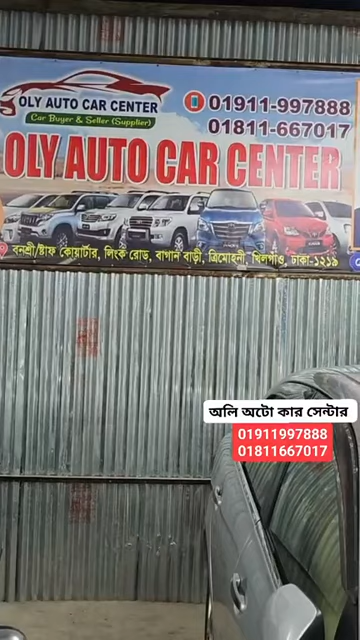 OLY AUTO CAR CENTER
Car Buyer & Seller (Supplier)
01911-997888
01811-667017
OLY AUTO CAR CENTER
বনশ্রী/ষ্টাফ কোয়ার্টার, লিংক রোড, বাগান বাড়ী, ত্রিমোহনী, খিলগাঁও, ঢাকা-১২১৯
অলি অটো কার সেন্টার
01911997888
01811667017